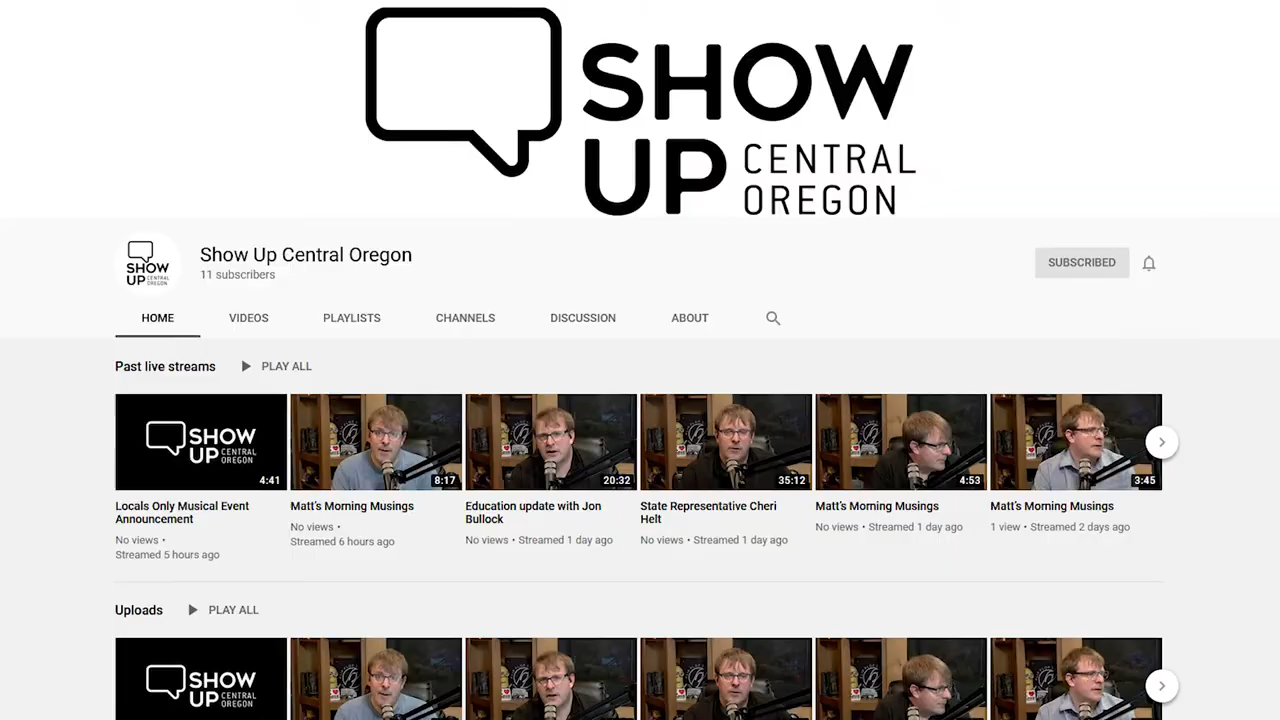 SHOW
UP CENTRAL
OREGON
SHOW
UP CENTRAL
OREGON
Show Up Central Oregon
11 subscribers
SUBSCRIBED
HOME VIDEOS PLAYLISTS CHANNELS DISCUSSION ABOUT
Past live streams PLAY ALL
SHOW
UP CENTRAL
OREGON
4:41 8:17 20:32 35:12 4:53 3:45
Locals Only Musical Event
Announcement
No views •
Streamed 5 hours ago
Matt's Morning Musings
No views •
Streamed 6 hours ago
Education update with Jon
Bullock
No views • Streamed 1 day ago
State Representative Cheri
Helt
No views • Streamed 1 day ago
Matt's Morning Musings
No views • Streamed 1 day ago
Matt's Morning Musings
1 view • Streamed 2 days ago
Uploads PLAY ALL
SHOW
UP CENTRAL
OREGON